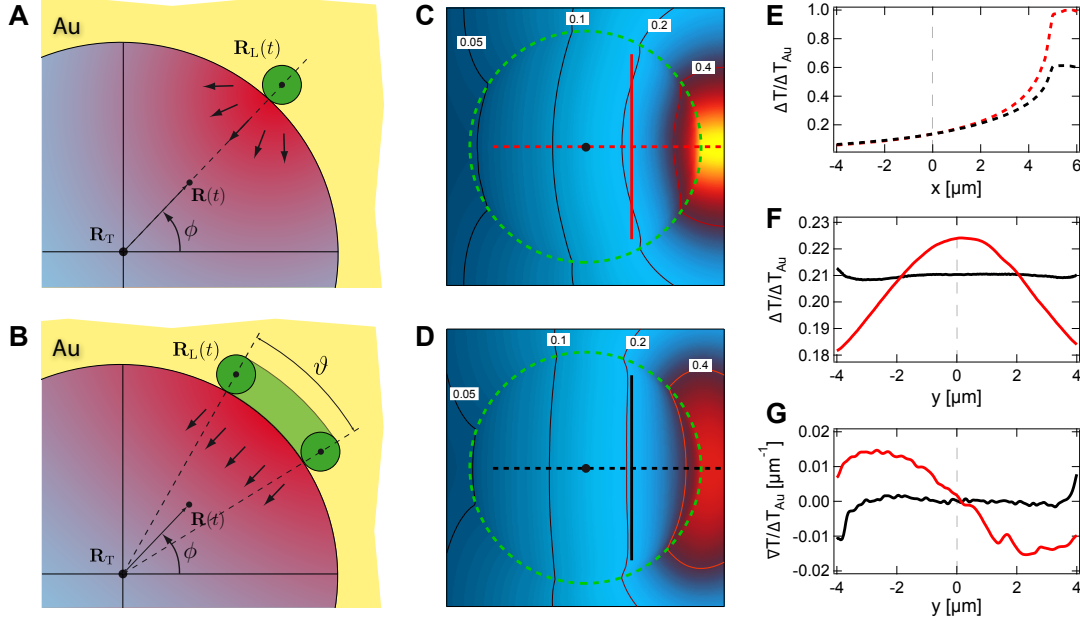 A
Au
R_L(t)
R(t)
R_T
ϕ
B
Au
R_L(t)
ϑ
R(t)
R_T
ϕ
C
0.05
0.1
0.2
0.4
D
0.05
0.1
0.2
0.4
E
ΔT/ΔT_Au
1.0
0.8
0.6
0.4
0.2
-4 -2 0 2 4 6
x [µm]
F
ΔT/ΔT_Au
0.23
0.22
0.21
0.20
0.19
0.18
-4 -2 0 2 4
y [µm]
G
∇T/ΔT_Au [µm⁻¹]
0.02
0.01
0.00
-0.01
-0.02
-4 -2 0 2 4
y [µm]